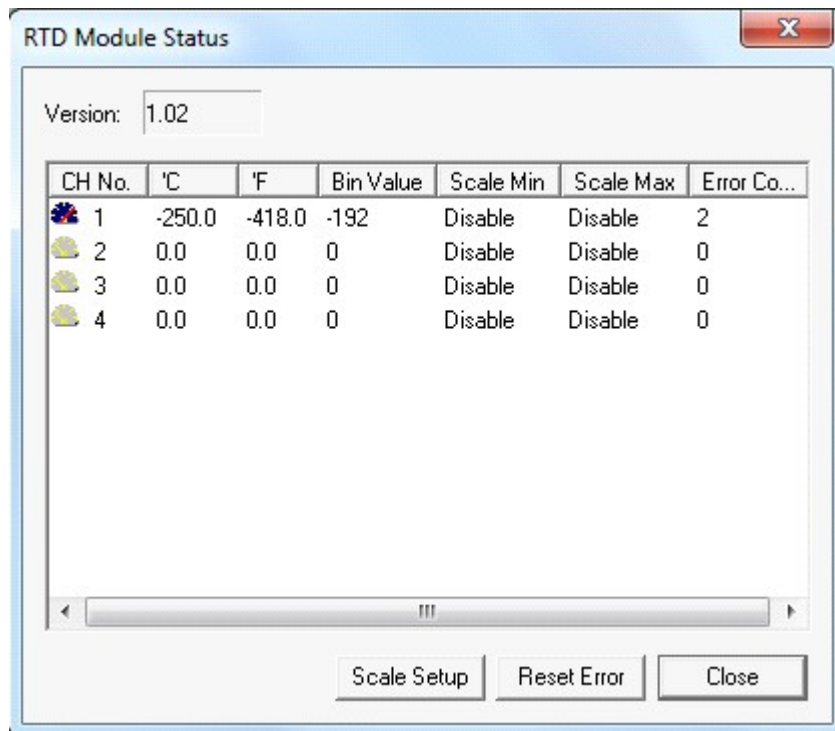 RTD Module Status
Version: 1.02
CH No. 'C 'F Bin Value Scale Min Scale Max Error Co...
1 -250.0 -418.0 -192 Disable Disable 2
2 0.0 0.0 0 Disable Disable 0
3 0.0 0.0 0 Disable Disable 0
4 0.0 0.0 0 Disable Disable 0
Scale Setup Reset Error Close